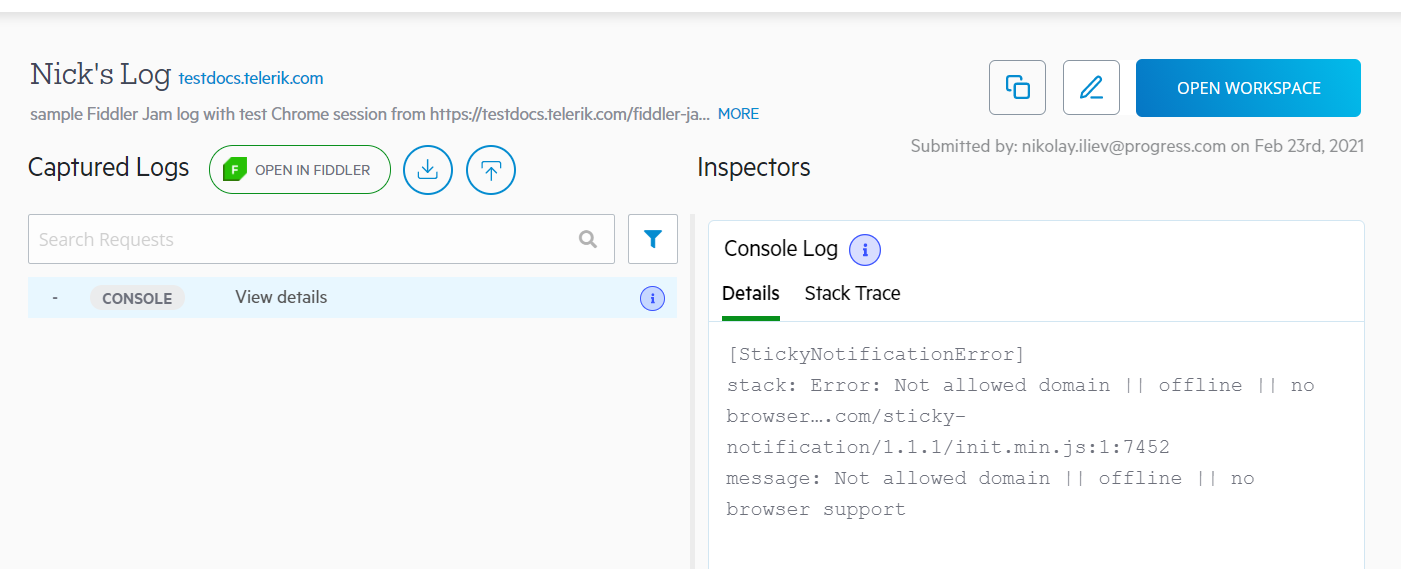 Nick's Log testdocs.telerik.com
sample Fiddler Jam log with test Chrome session from https://testdocs.telerik.com/fiddler-ja... MORE
OPEN WORKSPACE
Submitted by: nikolay.iliev@progress.com on Feb 23rd, 2021
Captured Logs
F OPEN IN FIDDLER
Search Requests
- CONSOLE View details i
Inspectors
Console Log i
Details Stack Trace
[StickyNotificationError]
stack: Error: Not allowed domain || offline || no
browser….com/sticky-
notification/1.1.1/init.min.js:1:7452
message: Not allowed domain || offline || no
browser support